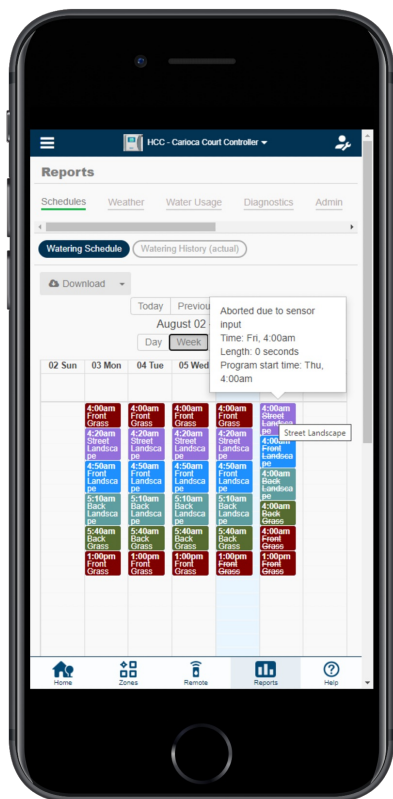 HCC - Carioca Court Controller
Reports
Schedules Weather Water Usage Diagnostics Admin
Watering Schedule Watering History (actual)
Download
Today Previou
August 02
Day Week
Aborted due to sensor
input
Time: Fri, 4:00am
Length: 0 seconds
Program start time: Thu,
4:00am
02 Sun 03 Mon 04 Tue 05 Wed
4:00am 4:00am 4:00am 4:00am 4:00am
Front Front Front Front Street
Grass Grass Grass Grass Landsca
4:20am 4:20am 4:20am 4:20am pe
Street Street Street Street Street Landscape
Landsca Landsca Landsca Landsca
pe pe pe pe
4:00am
Front
Landsca
pe
4:50am 4:50am 4:50am 4:50am 4:00am
Front Front Front Front Back
Landsca Landsca Landsca Landsca Landsca
pe pe pe pe pe
5:10am 5:10am 5:10am 5:10am 4:00am
Back Back Back Back Back
Landsca Landsca Landsca Landsca Grass
pe pe pe pe
5:40am 5:40am 5:40am 5:40am 4:00am
Back Back Back Back Front
Grass Grass Grass Grass Grass
1:00pm 1:00pm 1:00pm 1:00pm 1:00pm
Front Front Front Front Front
Grass Grass Grass Grass Grass
Home Zones Remote Reports Help